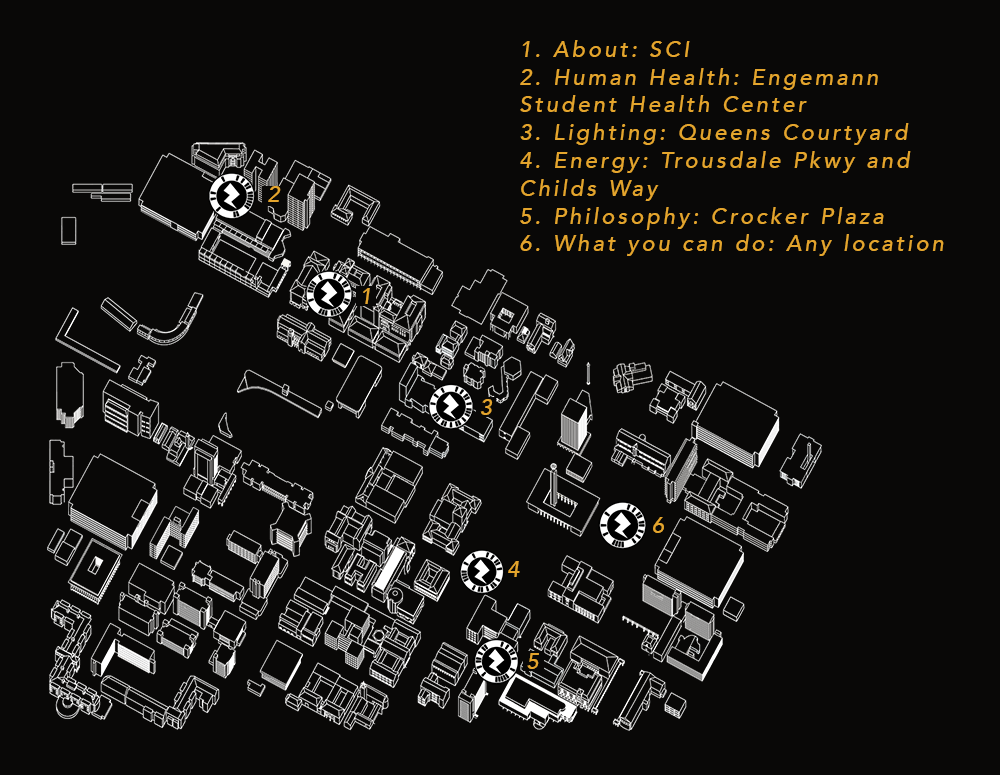 1. About: SCI
2. Human Health: Engemann
Student Health Center
3. Lighting: Queens Courtyard
4. Energy: Trousdale Pkwy and
Childs Way
5. Philosophy: Crocker Plaza
6. What you can do: Any location
2
1
3
6
4
5